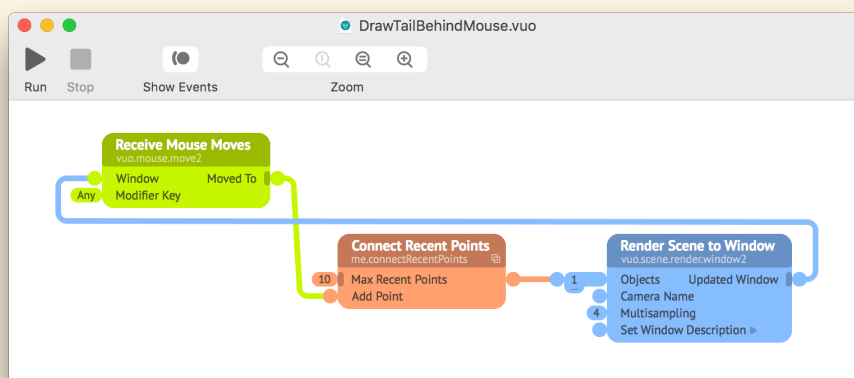 DrawTailBehindMouse.vuo
Run
Stop
Show Events
Zoom
Receive Mouse Moves
vuo.mouse.move2
Window Moved To
Any Modifier Key
Connect Recent Points
me.connectRecentPoints
10 Max Recent Points
Add Point
Render Scene to Window
vuo.scene.render.window2
1 Objects Updated Window
Camera Name
4 Multisampling
Set Window Description